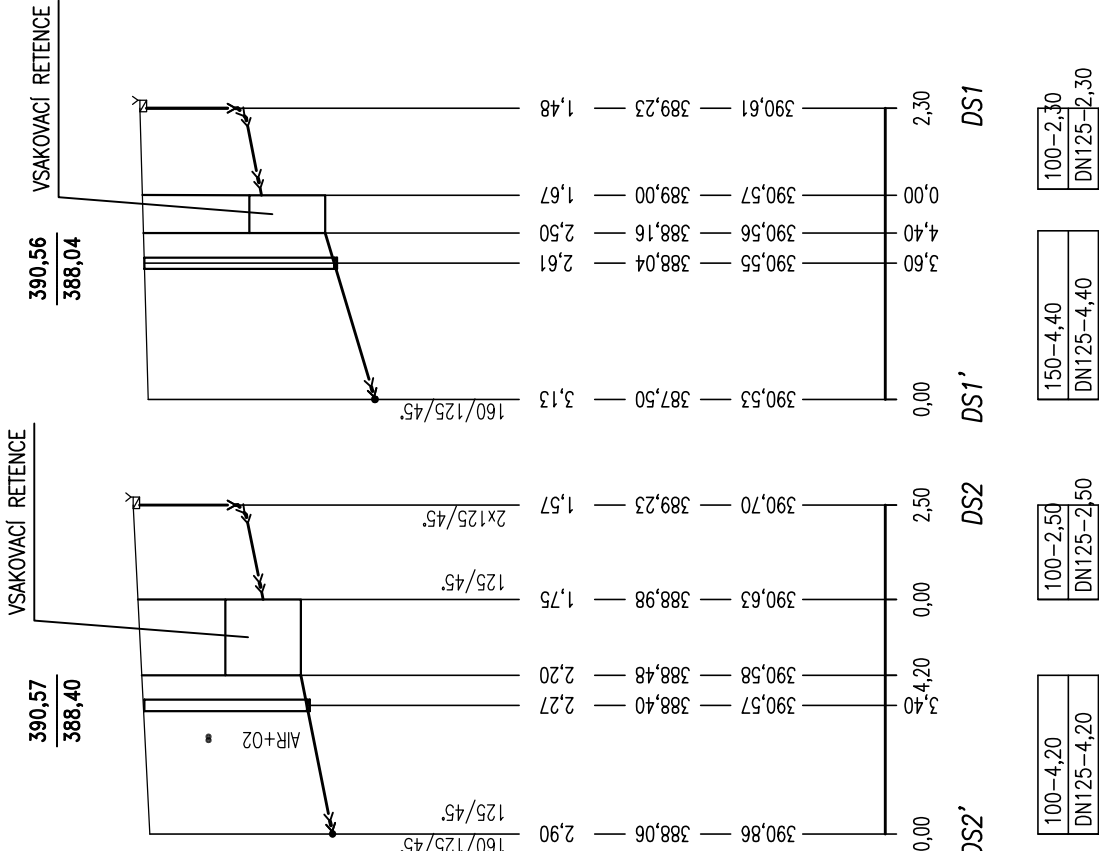 VSAKOVACÍ RETENCE
390,56
388,04
1,48 389,23 390,61 2,30 DS1
1,67 389,00 390,57 0,00
2,50 388,16 390,56 4,40
2,61 388,04 390,55 3,60
160/125/45°
3,13 387,50 390,53 0,00 DS1'
100-2,30
DN125-2,30
150-4,40
DN125-4,40
VSAKOVACÍ RETENCE
390,57
388,40
2x125/45°
1,57 389,23 390,70 2,50 DS2
125/45°
1,75 388,98 390,63 0,00
2,20 388,48 390,58 4,20
2,27 388,40 390,57 3,40
AIR+02
125/45°
160/125/45°
2,90 388,06 390,86 0,00 DS2'
100-2,50
DN125-2,50
100-4,20
DN125-4,20